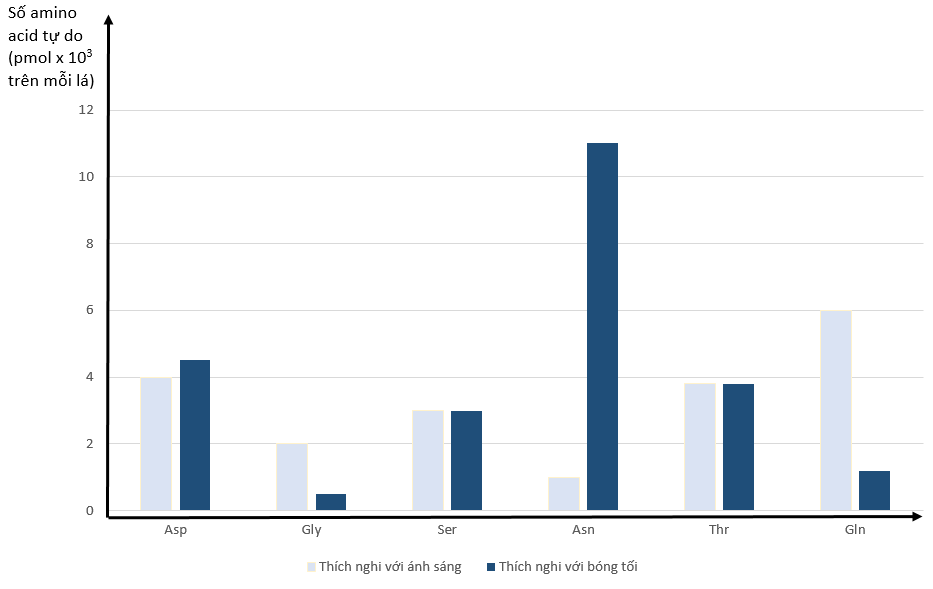 Số amino
acid tự do
(pmol x 10³
trên mỗi lá)
12
10
8
6
4
2
0
Asp Gly Ser Asn Thr Gln
Thích nghi với ánh sáng Thích nghi với bóng tối